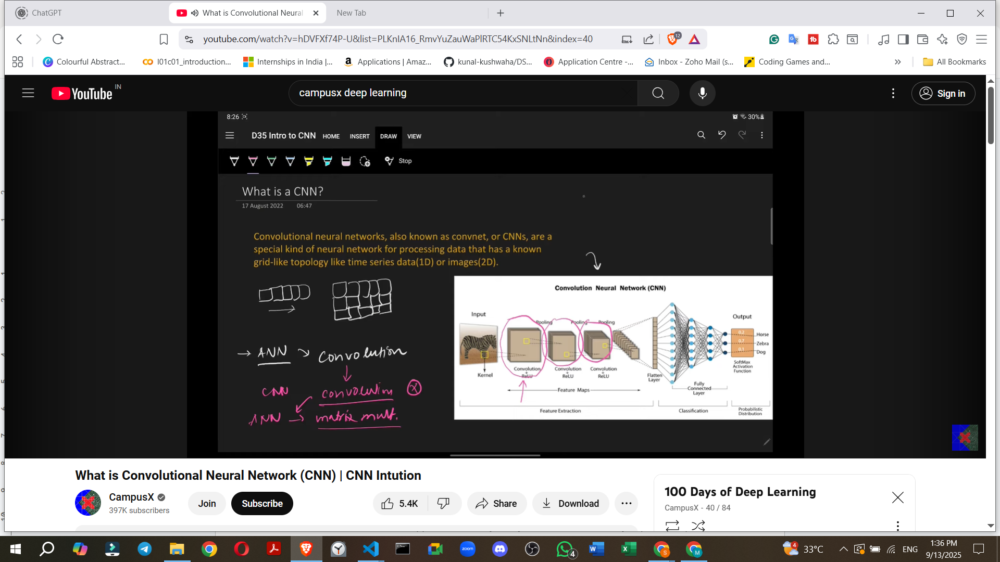 ChatGPT
What is Convolutional Neural
New Tab
youtube.com/watch?v=hDVFXf74P-U&list=PLKnIA16_RmvYuZauWaPlRTC54KxSNLtNn&index=40
12
Colourful Abstract...
l01c01_introduction...
Internships in India |...
Applications | Amaz...
kunal-kushwaha/DS...
Application Centre -...
Inbox - Zoho Mail (s...
Coding Games and...
All Bookmarks
YouTube IN
campusx deep learning
Sign in
8:26
30%
D35 Intro to CNN
HOME
INSERT
DRAW
VIEW
Stop
What is a CNN?
17 August 2022 06:47
Convolutional neural networks, also known as convnet, or CNNs, are a
special kind of neural network for processing data that has a known
grid-like topology like time series data(1D) or images(2D).
→ ANN
convolution
CNN convolution
ANN → matrix mult.
Convolution Neural Network (CNN)
Input
Pooling
Pooling
Pooling
Output
0.2
0.7
0.1
Horse
Zebra
Dog
Kernel
Convolution
+
ReLU
Convolution
+
ReLU
Convolution
+
ReLU
Feature Maps
Flatten
Layer
Fully
Connected
Layer
SoftMax
Activation
Function
Feature Extraction
Classification
Probabilistic
Distribution
What is Convolutional Neural Network (CNN) | CNN Intution
CampusX
397K subscribers
Join
Subscribe
5.4K
Share
Download
100 Days of Deep Learning
CampusX - 40 / 84
zoom
4
4
33°C
ENG
1:36 PM
9/13/2025